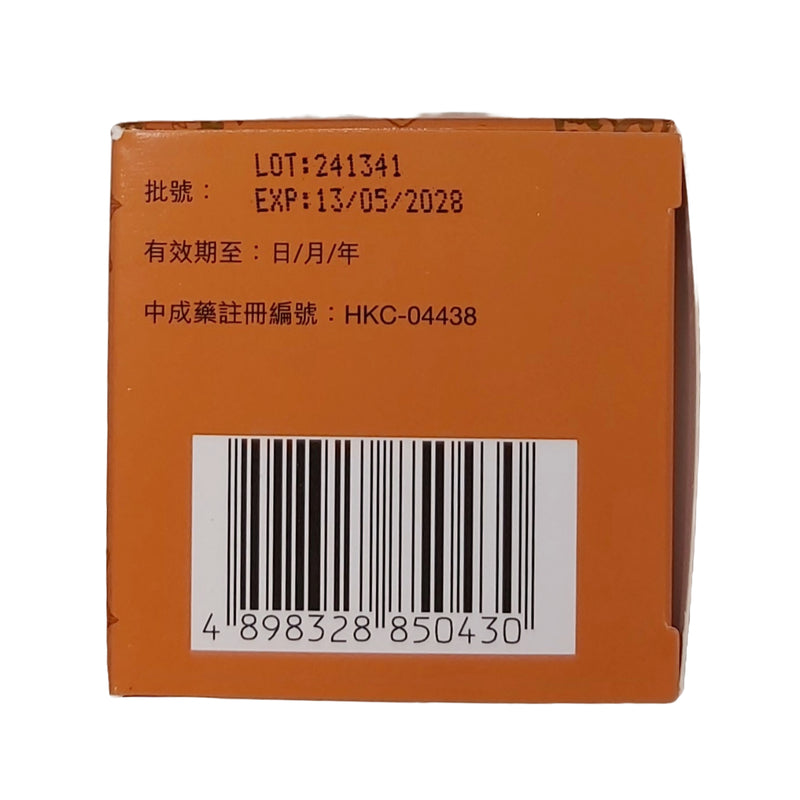 LOT:241341
批號：
EXP:13/05/2028
有效期至：日/月/年
中成藥註冊編號：HKC-04438
4 898328 850430